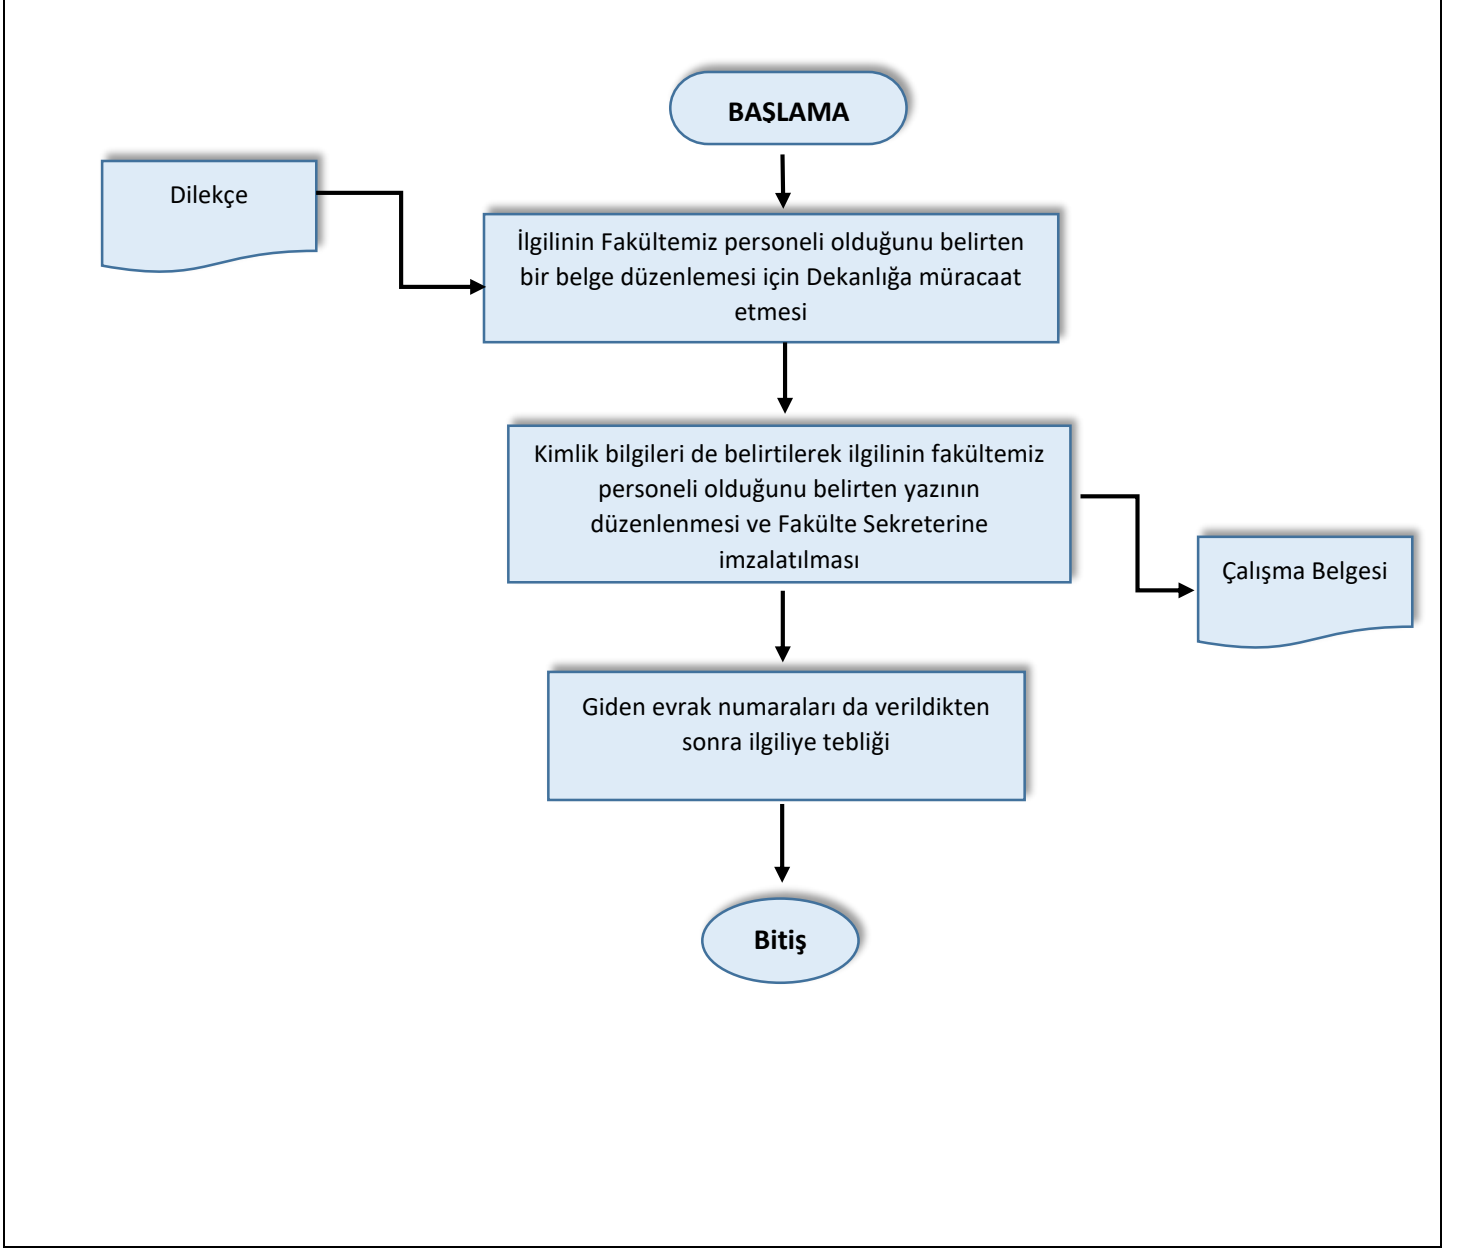 BAŞLAMA
Dilekçe
İlgilinin Fakültemiz personeli olduğunu belirten
bir belge düzenlemesi için Dekanlığa müracaat
etmesi
Kimlik bilgileri de belirtilerek ilgilinin fakültemiz
personeli olduğunu belirten yazının
düzenlenmesi ve Fakülte Sekreterine
imzalatılması
Çalışma Belgesi
Giden evrak numaraları da verildikten
sonra ilgiliye tebliği
Bitiş